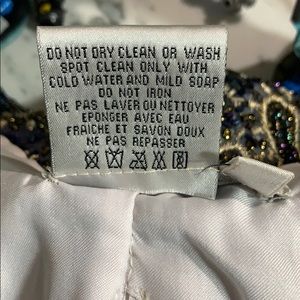 DO NOT DRY CLEAN OR WASH
SPOT CLEAN ONLY WITH
COLD WATER AND MILD SOAP
DO NOT IRON
NE PAS LAVER OU NETTOYER
EPONGER AVEC EAU
FRAICHE ET SAVON DOUX
NE PAS REPASSER